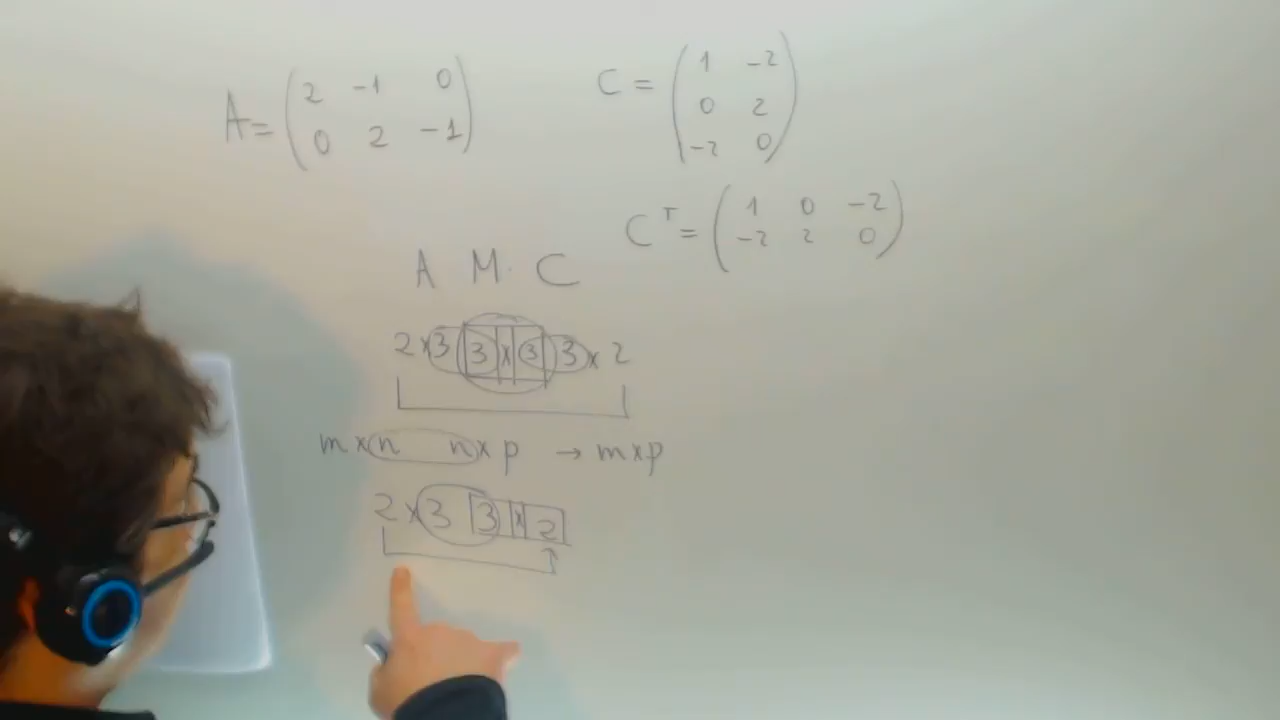 A = ( 2 -1 0
0 2 -1 )
C = ( 1 -2
0 2
-2 0 )
C^T = ( 1 0 -2
-2 2 0 )
A M · C
2 x 3 3 x 3 3 x 2
m x n n x p → m x p
2 x 3 3 x 2
↑